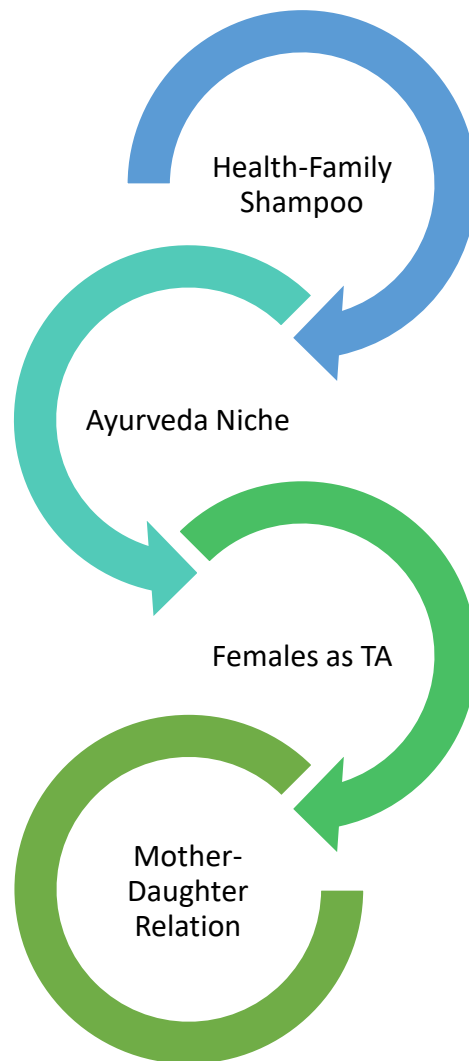 Health-Family
Shampoo
Ayurveda Niche
Females as TA
Mother-
Daughter
Relation